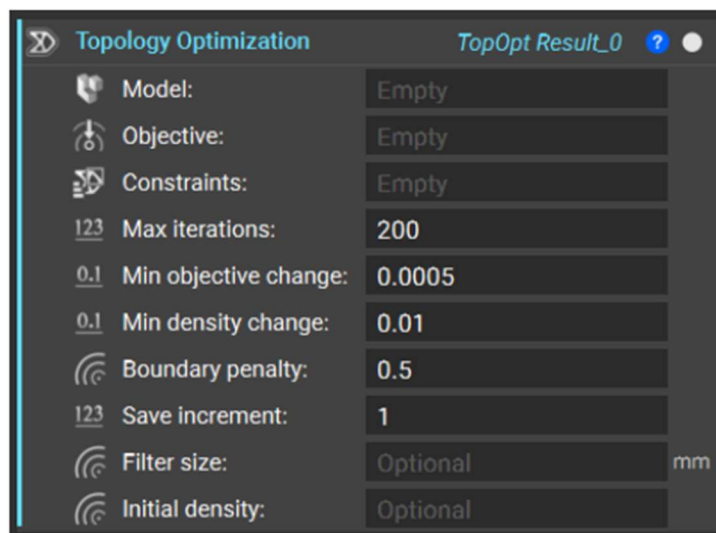 Topology Optimization TopOpt Result_0 ?
Model: Empty
Objective: Empty
Constraints: Empty
123 Max iterations: 200
0.1 Min objective change: 0.0005
0.1 Min density change: 0.01
Boundary penalty: 0.5
123 Save increment: 1
Filter size: Optional mm
Initial density: Optional